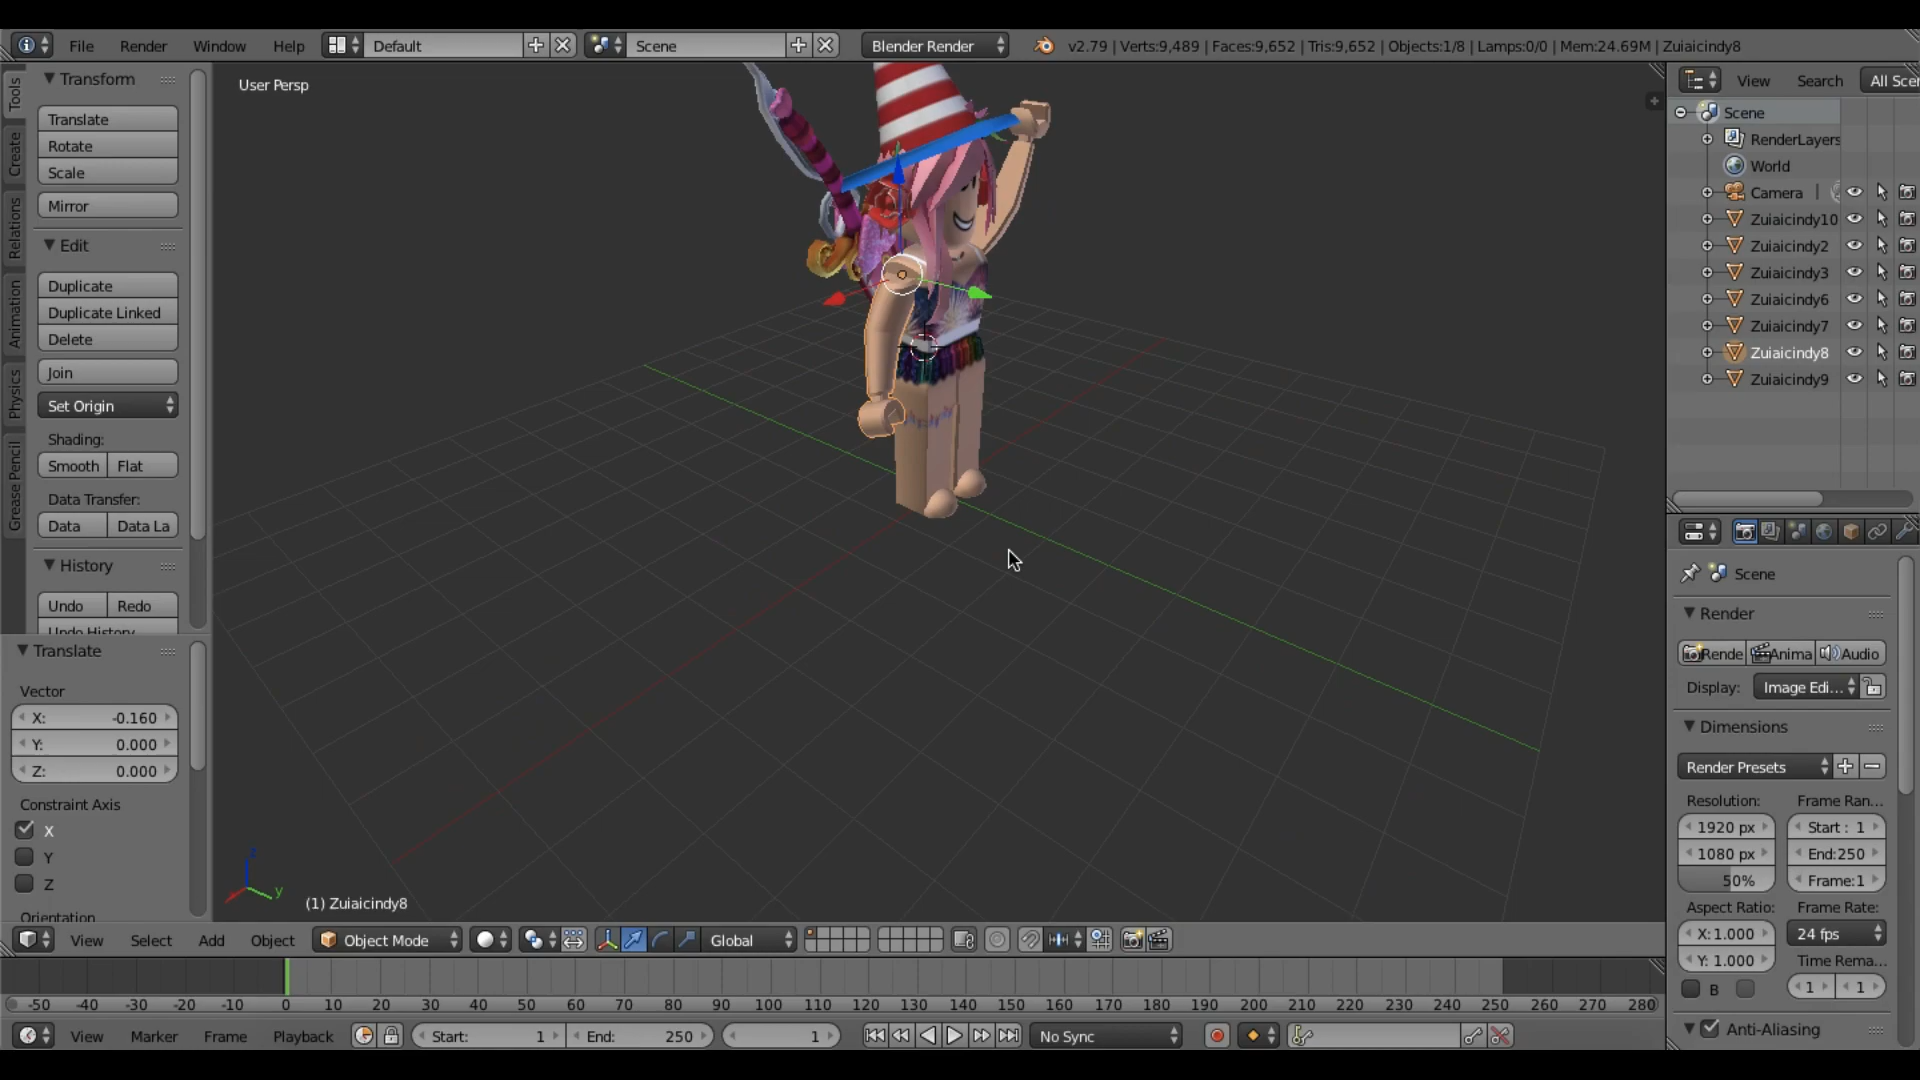 File Render Window Help Default Scene Blender Render v2.79 | Verts:9,489 | Faces:9,652 | Tris:9,652 | Objects:1/8 | Lamps:0/0 | Mem:24.69M | Zuiaicindy8
Tools
Create
Relations
Animation
Physics
Grease Pencil
Transform
Translate
Rotate
Scale
Mirror
Edit
Duplicate
Duplicate Linked
Delete
Join
Set Origin
Shading:
Smooth Flat
Data Transfer:
Data Data La
History
Undo Redo
Undo History
Translate
Vector
X: -0.160
Y: 0.000
Z: 0.000
Constraint Axis
X
Y
Z
Orientation
User Persp
z
y
(1) Zuiaicindy8
View Search All Scen
Scene
RenderLayers
World
Camera
Zuiaicindy10
Zuiaicindy2
Zuiaicindy3
Zuiaicindy6
Zuiaicindy7
Zuiaicindy8
Zuiaicindy9
Scene
Render
Rende Anima Audio
Display: Image Edi...
Dimensions
Render Presets
Resolution: Frame Ran...
1920 px Start : 1
1080 px End:250
50% Frame:1
Aspect Ratio: Frame Rate:
X:1.000 24 fps
Y: 1.000 Time Rema...
B 1 1
Anti-Aliasing
View Select Add Object Object Mode Global
-50 -40 -30 -20 -10 0 10 20 30 40 50 60 70 80 90 100 110 120 130 140 150 160 170 180 190 200 210 220 230 240 250 260 270 280
View Marker Frame Playback Start: 1 End: 250 1 No Sync